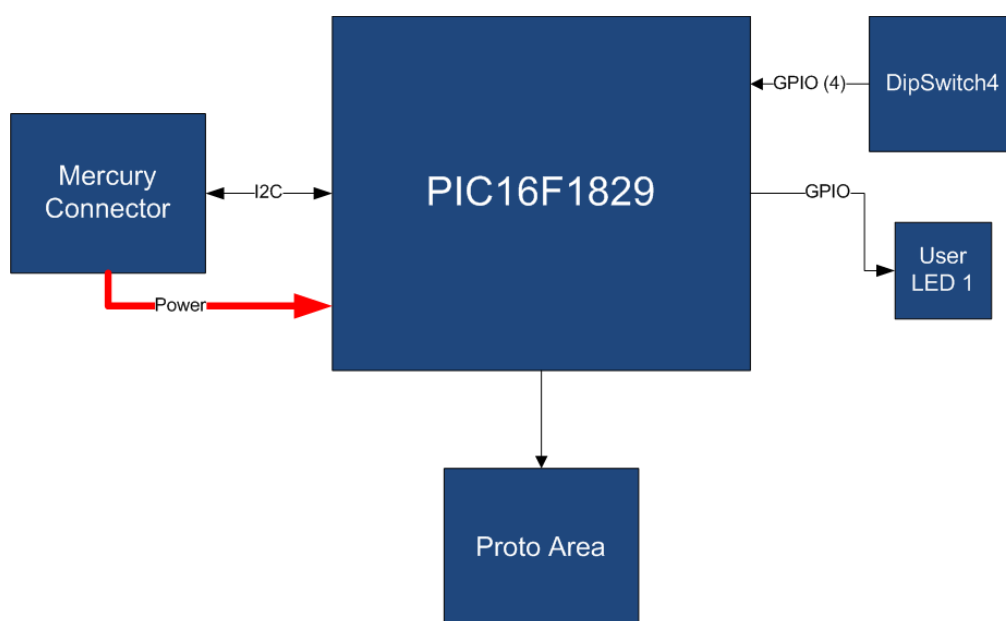 GPIO (4)
DipSwitch4
Mercury
Connector
I2C
PIC16F1829
GPIO
User
LED 1
Power
Proto Area